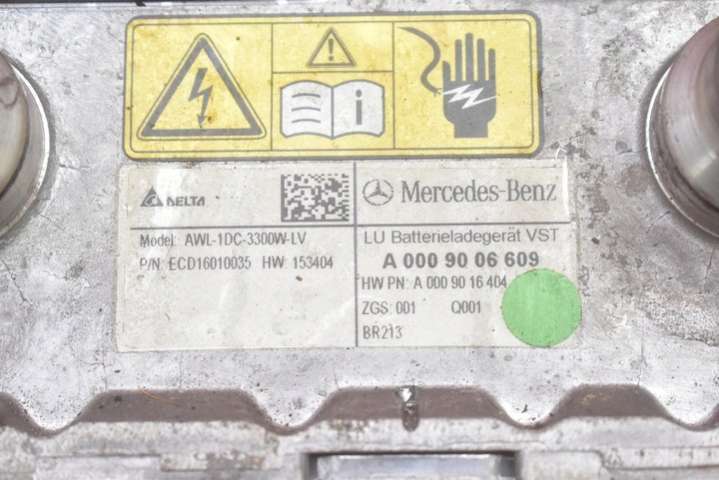 DELTA
Model: AWL-1DC-3300W-LV
P/N: ECD16010035 HW: 153404
Mercedes-Benz
LU Batterieladegerät VST
A 000 90 06 609
HW PN: A 000 90 16 404
ZGS: 001 Q001
BR213